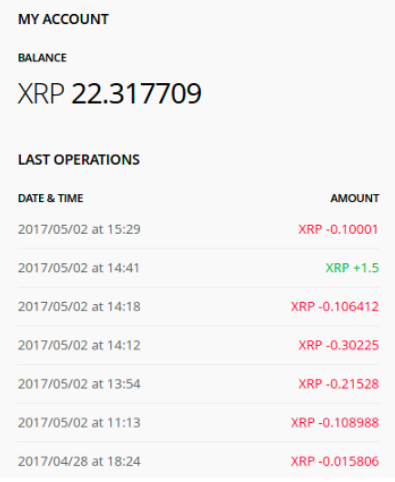 MY ACCOUNT
BALANCE
XRP 22.317709
LAST OPERATIONS
DATE & TIME AMOUNT
2017/05/02 at 15:29 XRP -0.10001
2017/05/02 at 14:41 XRP +1.5
2017/05/02 at 14:18 XRP -0.106412
2017/05/02 at 14:12 XRP -0.30225
2017/05/02 at 13:54 XRP -0.21528
2017/05/02 at 11:13 XRP -0.108988
2017/04/28 at 18:24 XRP -0.015806